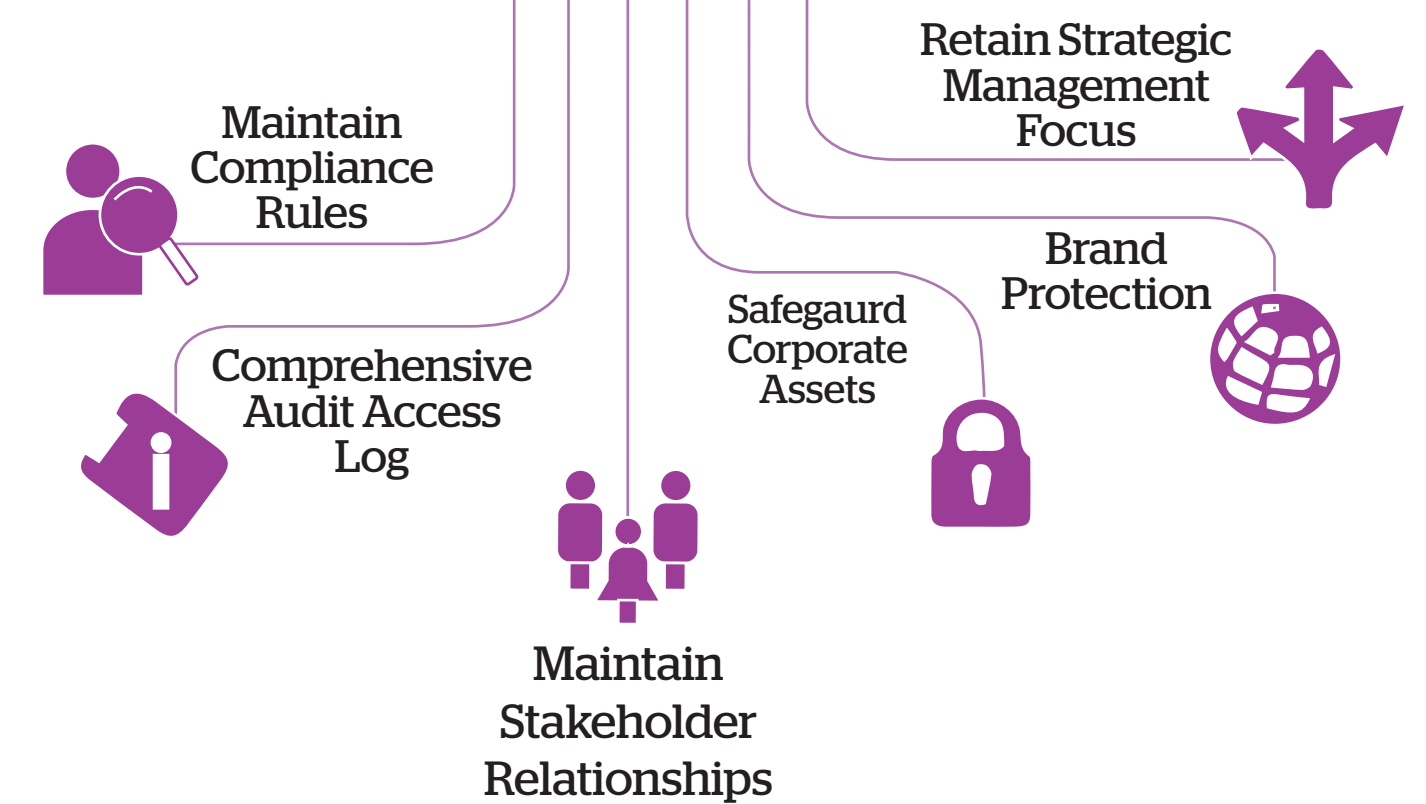 Maintain
Compliance
Rules
Comprehensive
Audit Access
Log
Maintain
Stakeholder
Relationships
Safegaurd
Corporate
Assets
Brand
Protection
Retain Strategic
Management
Focus